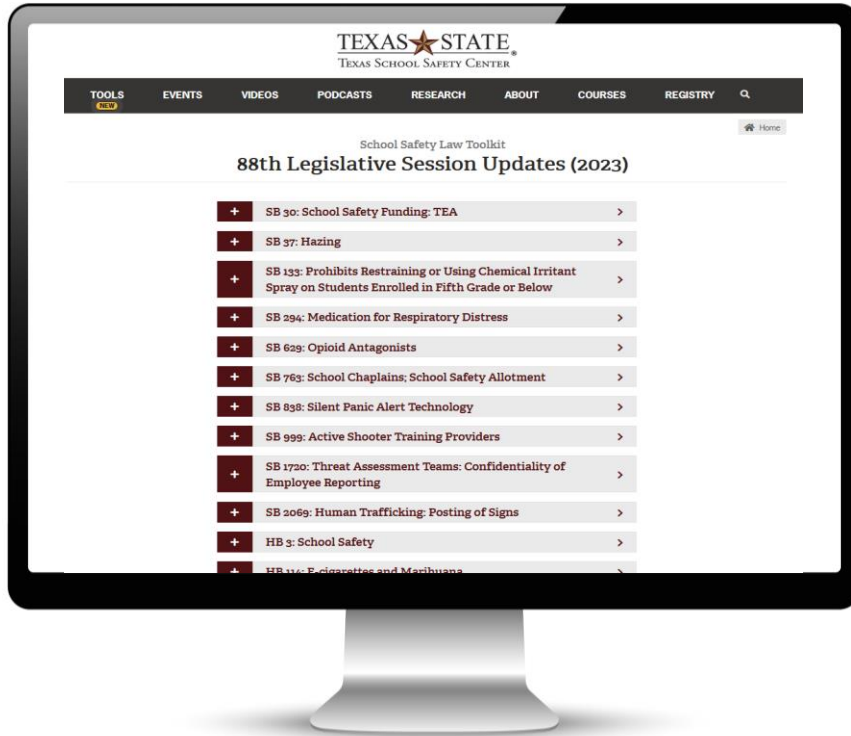 TEXAS STATE®
TEXAS SCHOOL SAFETY CENTER
TOOLS EVENTS VIDEOS PODCASTS RESEARCH ABOUT COURSES REGISTRY
NEW
Home
School Safety Law Toolkit
88th Legislative Session Updates (2023)
+ SB 30: School Safety Funding: TEA >
+ SB 37: Hazing >
+ SB 133: Prohibits Restraining or Using Chemical Irritant
Spray on Students Enrolled in Fifth Grade or Below >
+ SB 294: Medication for Respiratory Distress >
+ SB 629: Opioid Antagonists >
+ SB 763: School Chaplains; School Safety Allotment >
+ SB 838: Silent Panic Alert Technology >
+ SB 999: Active Shooter Training Providers >
+ SB 1720: Threat Assessment Teams: Confidentiality of
Employee Reporting >
+ SB 2069: Human Trafficking: Posting of Signs >
+ HB 3: School Safety >
+ HB 114: E-cigarettes and Marihuana >